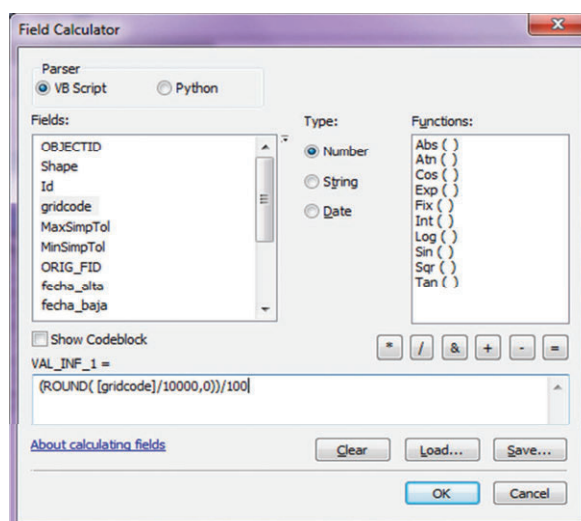 Field Calculator
Parser
VB Script
Python
Fields:
OBJECTID
Shape
Id
gridcode
MaxSimpTol
MinSimpTol
ORIG_FID
fecha_alta
fecha_baja
Type:
Number
String
Date
Functions:
Abs ( )
Atn ( )
Cos ( )
Exp ( )
Fix ( )
Int ( )
Log ( )
Sin ( )
Sqr ( )
Tan ( )
Show Codeblock
* / & + - =
VAL_INF_1 =
(ROUND( [gridcode]/10000,0))/100
About calculating fields
Clear Load... Save...
OK Cancel